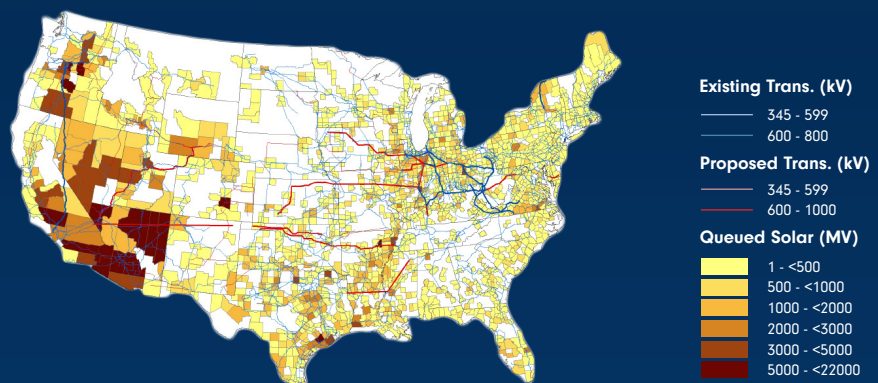 Existing Trans. (kV)
345 - 599
600 - 800
Proposed Trans. (kV)
345 - 599
600 - 1000
Queued Solar (MV)
1 - <500
500 - <1000
1000 - <2000
2000 - <3000
3000 - <5000
5000 - <22000